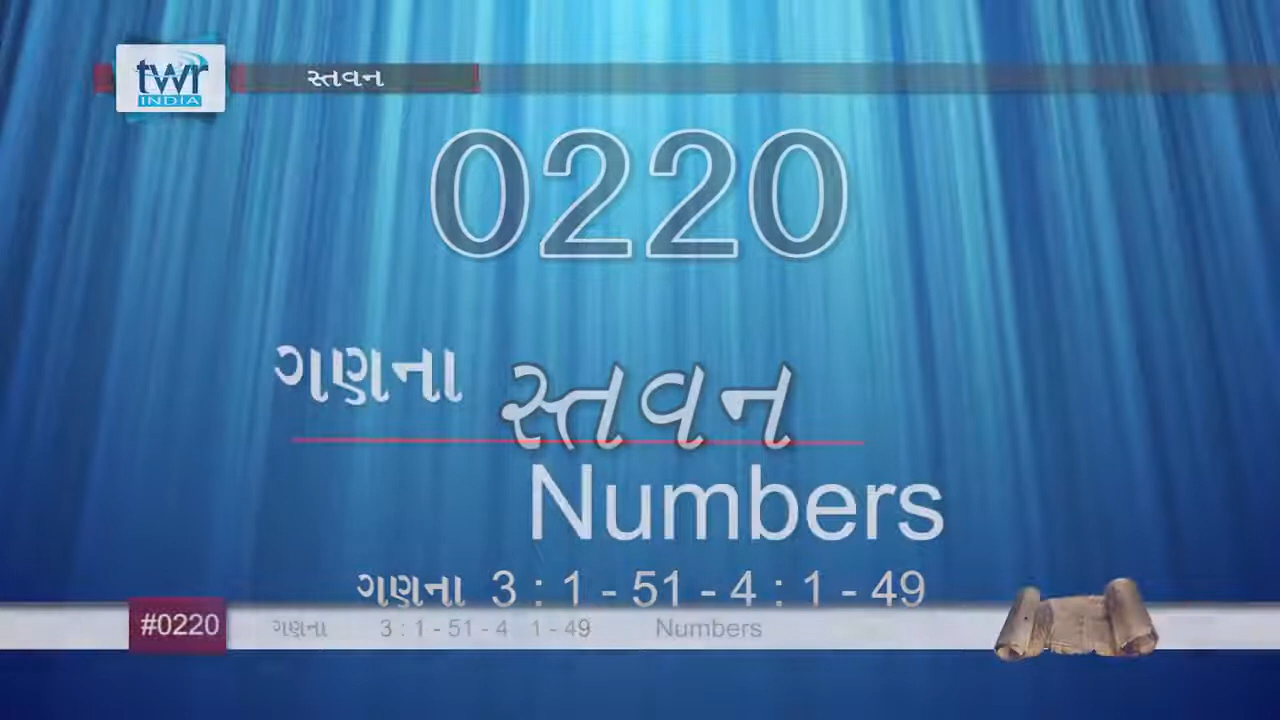 twr
INDIA
સ્તવન
0220
ગણના
સ્તવન
Numbers
ગણના 3 : 1 - 51 - 4 : 1 - 49
#0220 ગણના 3 : 1 - 51 - 4 1 - 49 Numbers